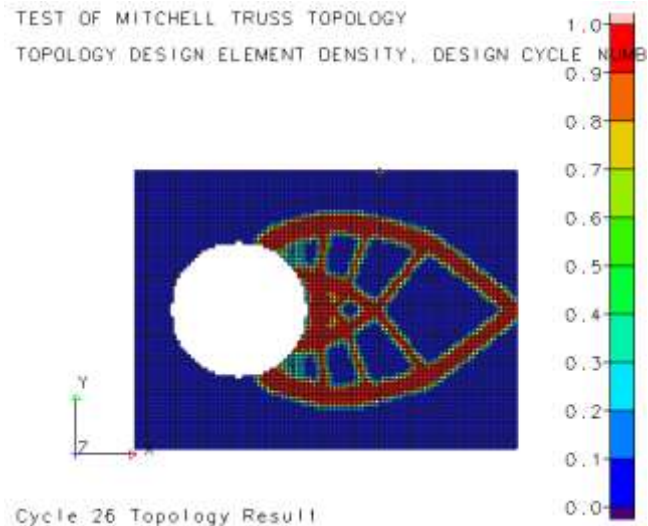 TEST OF MITCHELL TRUSS TOPOLOGY
TOPOLOGY DESIGN ELEMENT DENSITY, DESIGN CYCLE NUMB
1.0
0.9
0.8
0.7
0.6
0.5
0.4
0.3
0.2
0.1
0.0
Y
Z
X
Cycle 26 Topology Result